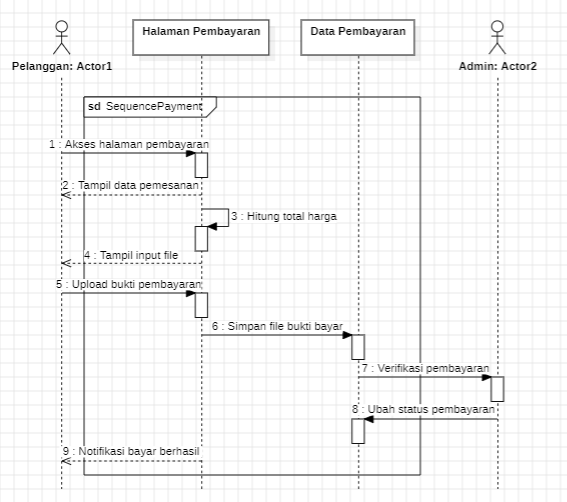 Halaman Pembayaran
Data Pembayaran
Pelanggan: Actor1
Admin: Actor2
sd SequencePayment
1 : Akses halaman pembayaran
2 : Tampil data pemesanan
3 : Hitung total harga
4 : Tampil input file
5 : Upload bukti pembayaran
6 : Simpan file bukti bayar
7 : Verifikasi pembayaran
8 : Ubah status pembayaran
9 : Notifikasi bayar berhasil